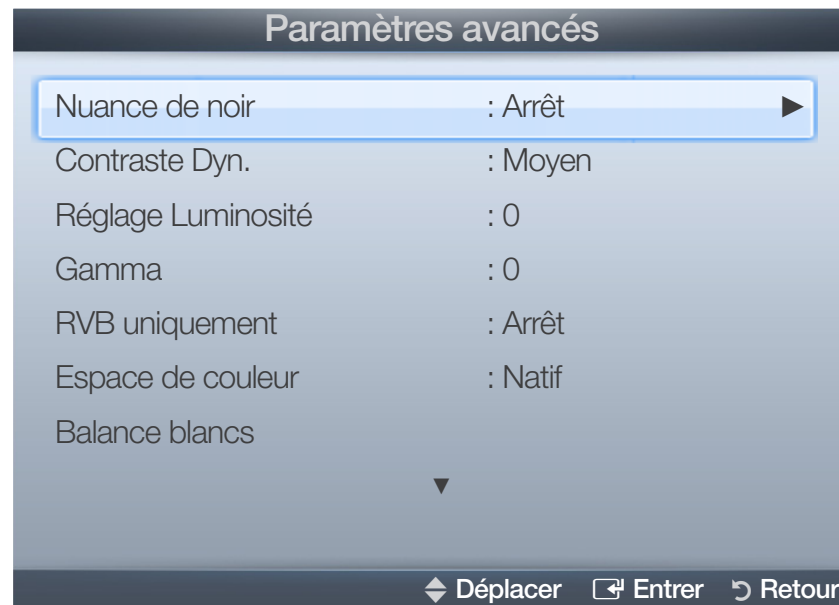 Paramètres avancés
Nuance de noir : Arrêt ►
Contraste Dyn. : Moyen
Réglage Luminosité : 0
Gamma : 0
RVB uniquement : Arrêt
Espace de couleur : Natif
Balance blancs
▼
Déplacer Entrer Retour